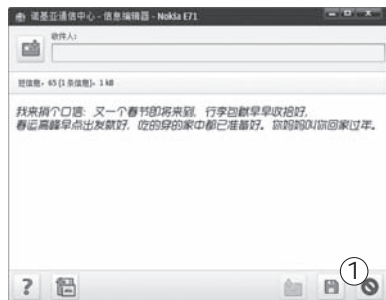 诺基亚通信中心 - 信息编辑器 - Nokia E71
收件人:
短信息, 65 (1 条信息), 1 kB
我来捎个口信: 又一个春节即将来到, 行李包就早早收拾好,
春运高峰早点出发就好, 吃的穿的家中都已准备好。你妈妈叫你回家过年。
?
①